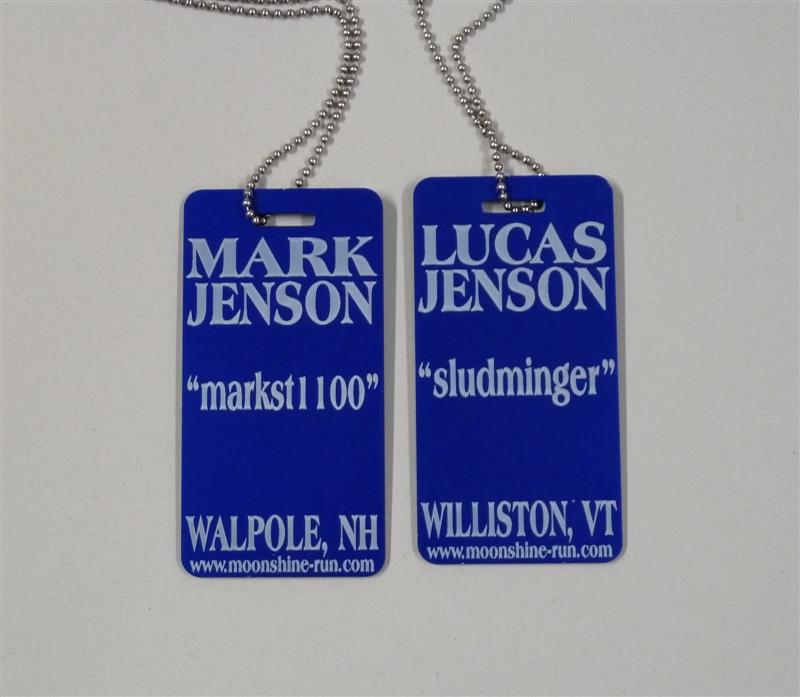 MARK
JENSON
“markst1100”
WALPOLE, NH
www.moonshine-run.com
LUCAS
JENSON
“sludminger”
WILLISTON, VT
www.moonshine-run.com